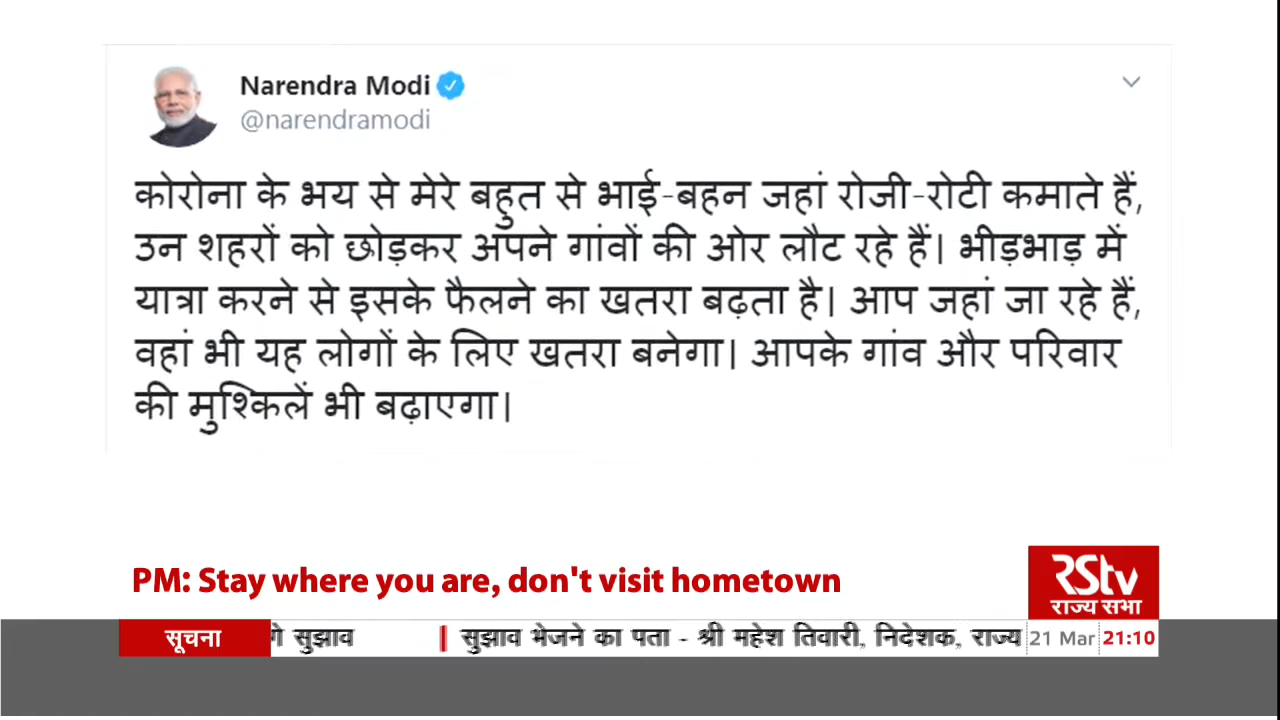 Narendra Modi
@narendramodi
कोरोना के भय से मेरे बहुत से भाई-बहन जहां रोजी-रोटी कमाते हैं,
उन शहरों को छोड़कर अपने गांवों की ओर लौट रहे हैं। भीड़भाड़ में
यात्रा करने से इसके फैलने का खतरा बढ़ता है। आप जहां जा रहे हैं,
वहां भी यह लोगों के लिए खतरा बनेगा। आपके गांव और परिवार
की मुश्किलें भी बढ़ाएगा।
PM: Stay where you are, don't visit hometown
RStv
राज्य सभा
सूचना
सुझाव | सुझाव भेजने का पता - श्री महेश तिवारी, निदेशक, राज्य
21 Mar 21:10